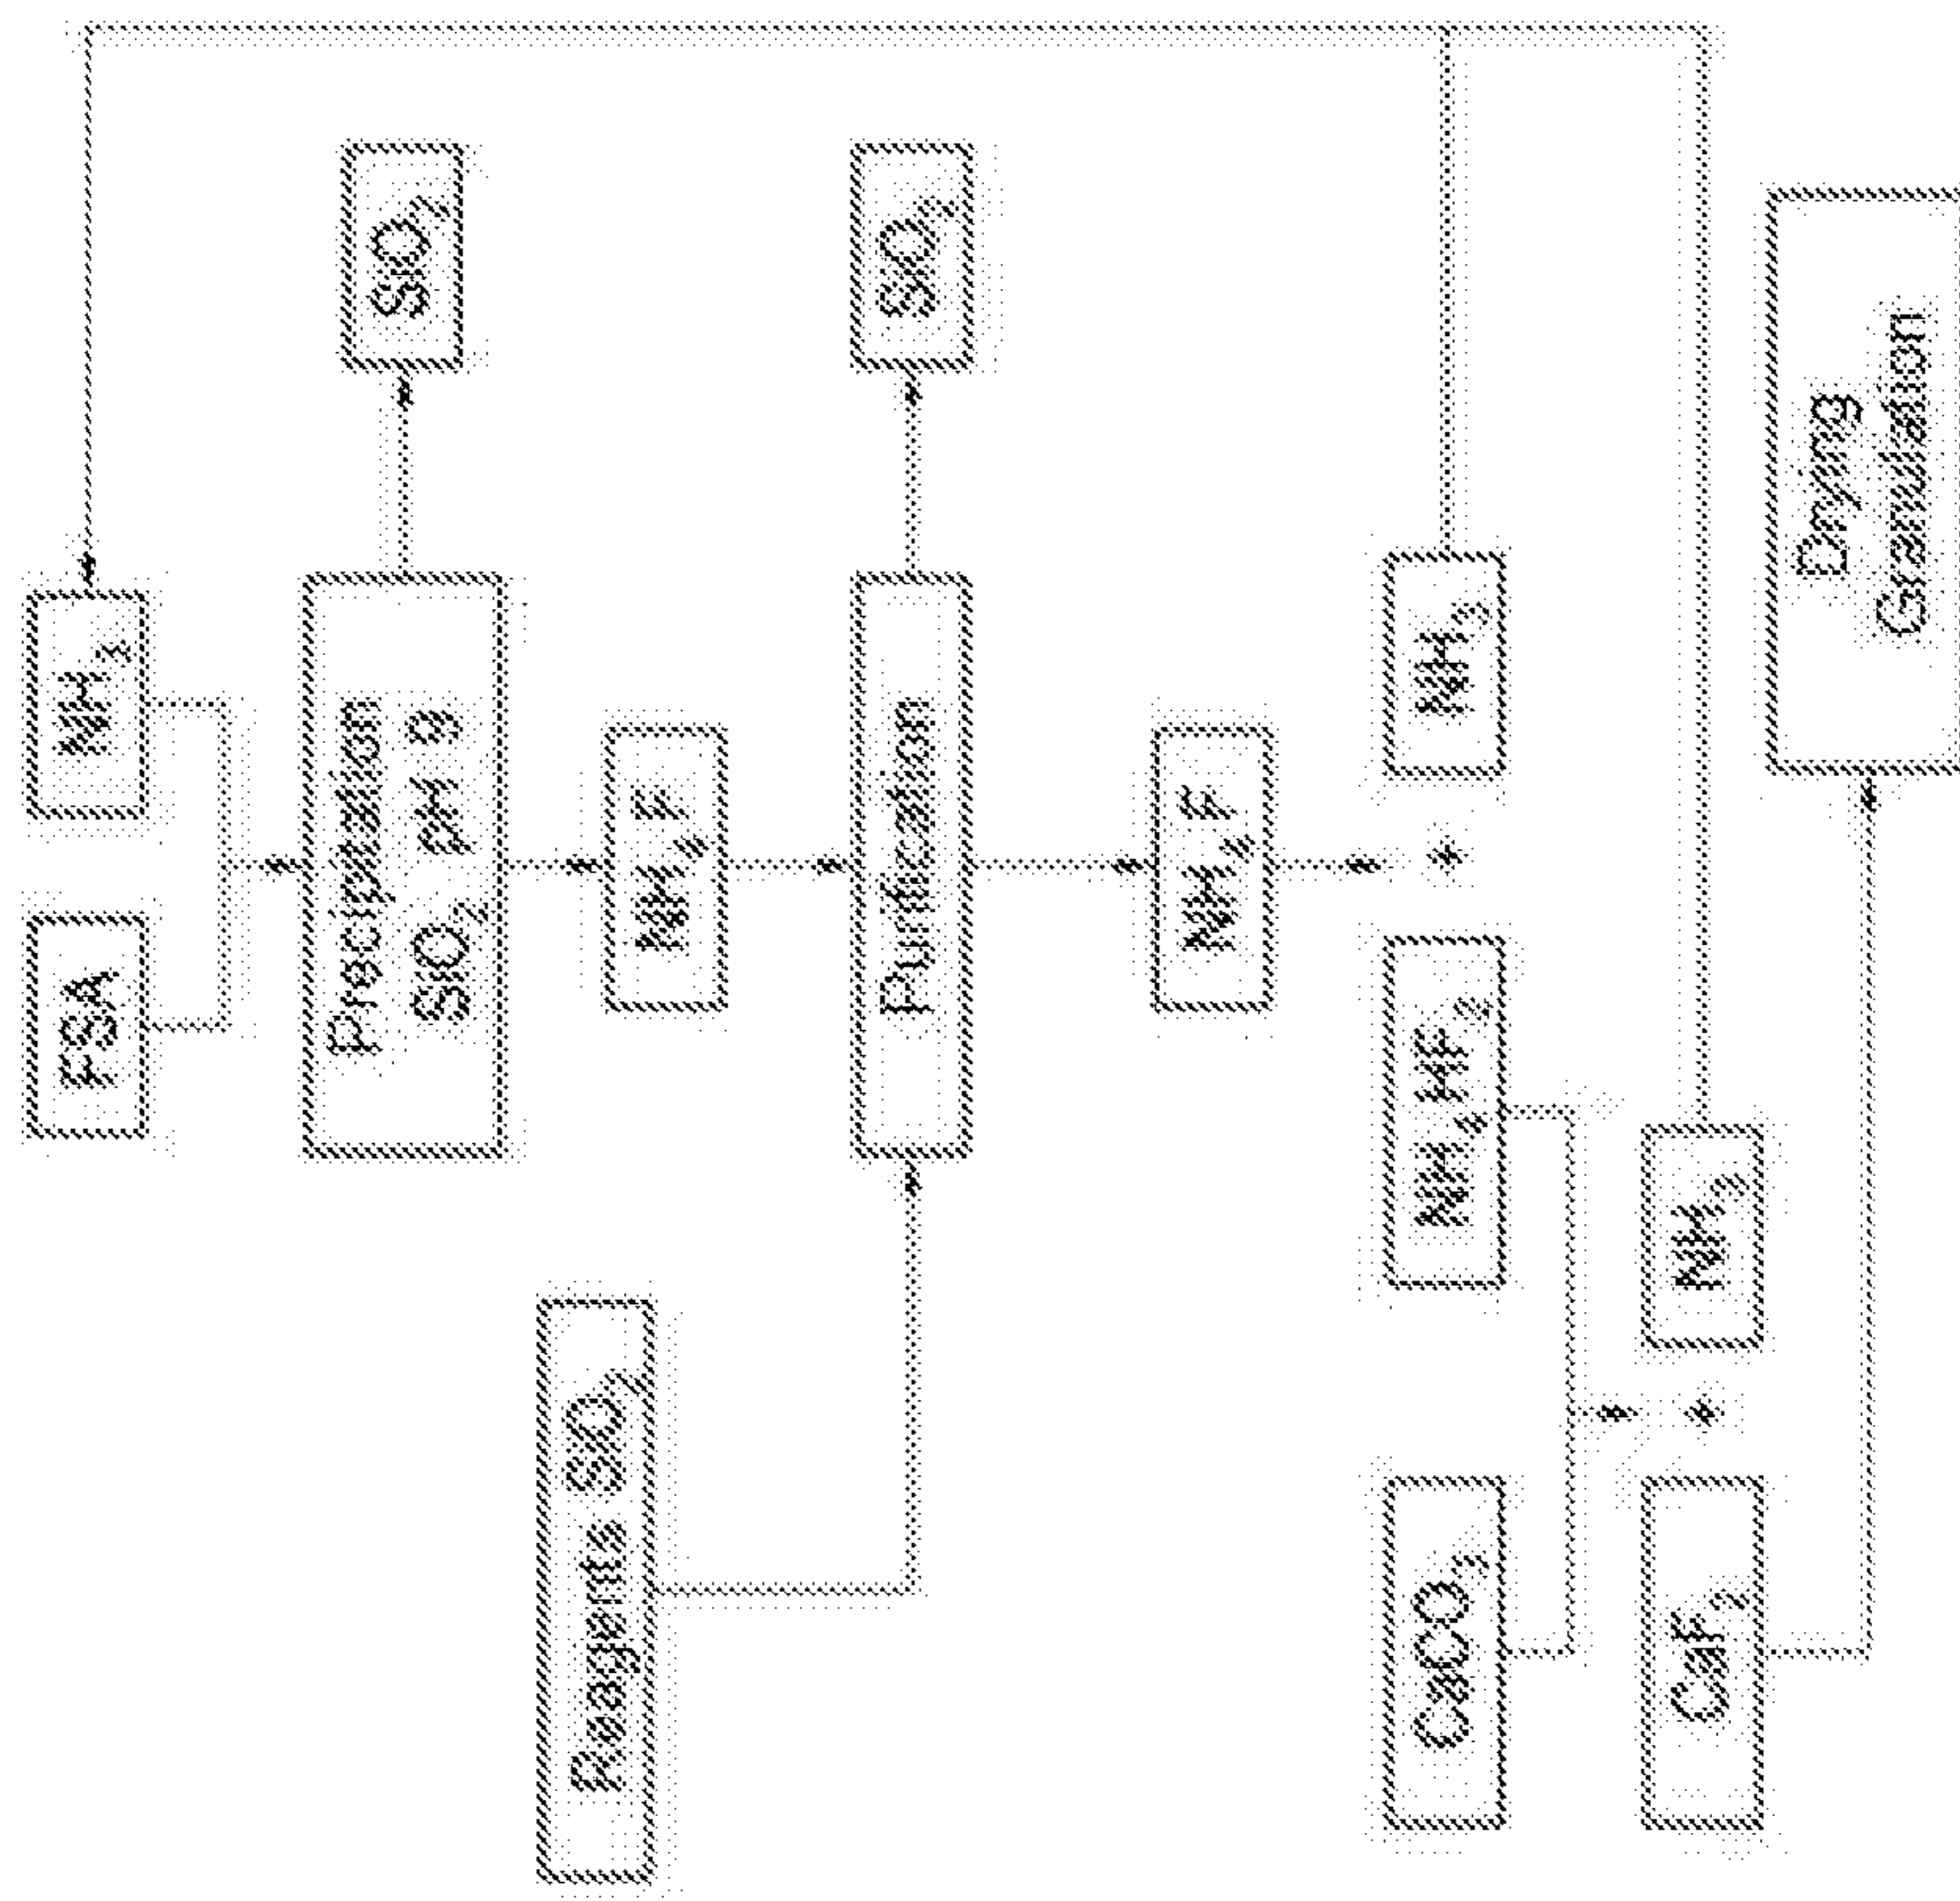 FSA
NH3
Precipitation
SiO2 pH 9
SiO2
NH4F
Reagents SiO2
Purification
SiO2
NH4F
CaCO3
NH4HF2
+
NH3
CaF2
+
NH3
Drying
Granulation